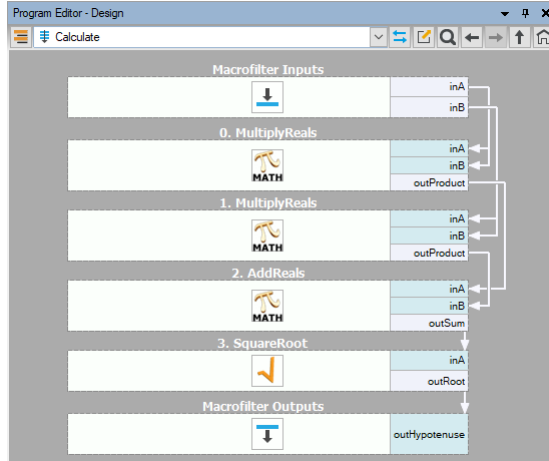 Program Editor - Design
Calculate
Macrofilter Inputs
inA
inB
0. MultiplyReals
inA
inB
MATH
outProduct
1. MultiplyReals
inA
inB
MATH
outProduct
2. AddReals
inA
inB
MATH
outSum
3. SquareRoot
inA
outRoot
Macrofilter Outputs
outHypotenuse